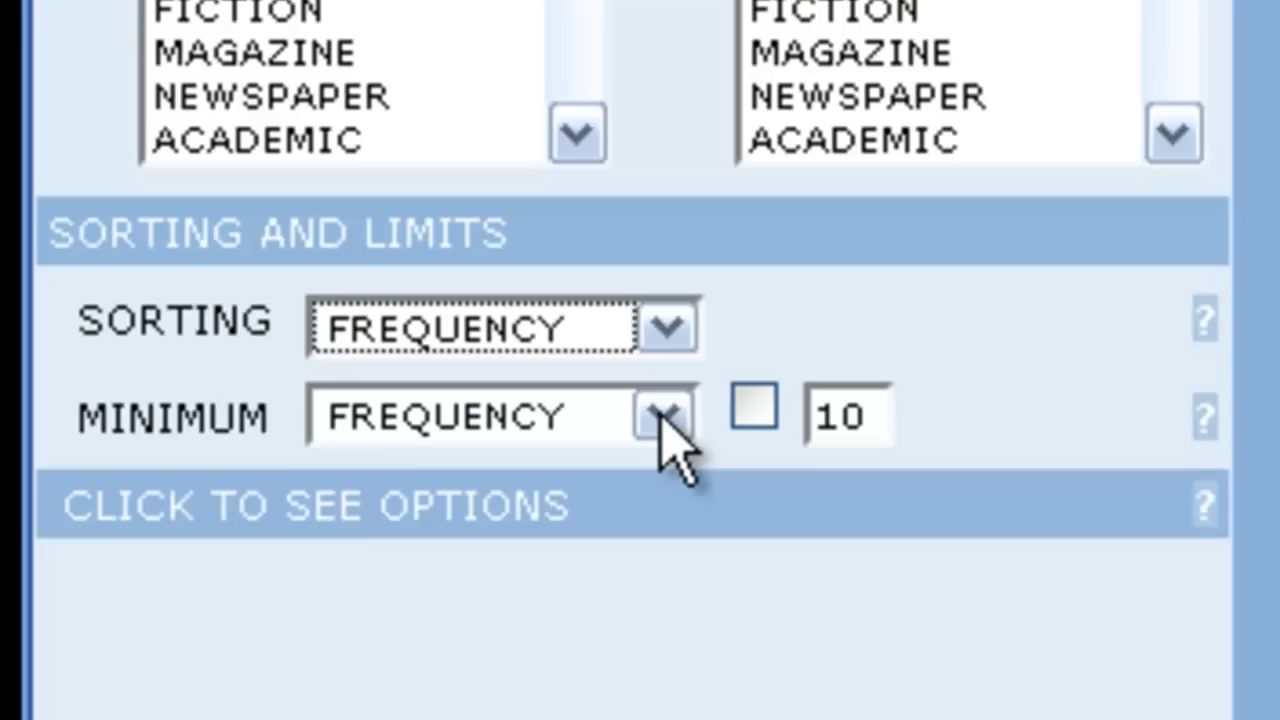 FICTION FICTION
MAGAZINE MAGAZINE
NEWSPAPER NEWSPAPER
ACADEMIC ACADEMIC
SORTING AND LIMITS
SORTING FREQUENCY ?
MINIMUM FREQUENCY 10 ?
CLICK TO SEE OPTIONS ?